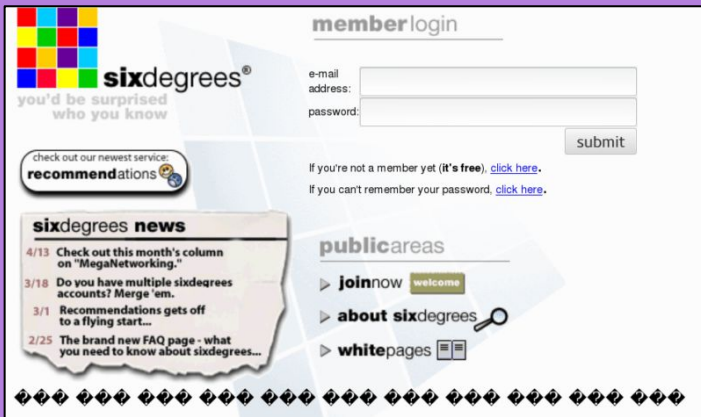 sixdegrees®
you'd be surprised
who you know
check out our newest service:
recommendations
sixdegrees news
4/13 Check out this month's column
on "MegaNetworking."
3/18 Do you have multiple sixdegrees
accounts? Merge 'em.
3/1 Recommendations gets off
to a flying start...
2/25 The brand new FAQ page - what
you need to know about sixdegrees...
memberlogin
e-mail
address:
password:
submit
If you're not a member yet (it's free), click here.
If you can't remember your password, click here.
publicareas
joinnow welcome
about sixdegrees
whitepages
��� ��� ��� ��� ��� ��� ��� ��� ��� ��� ���